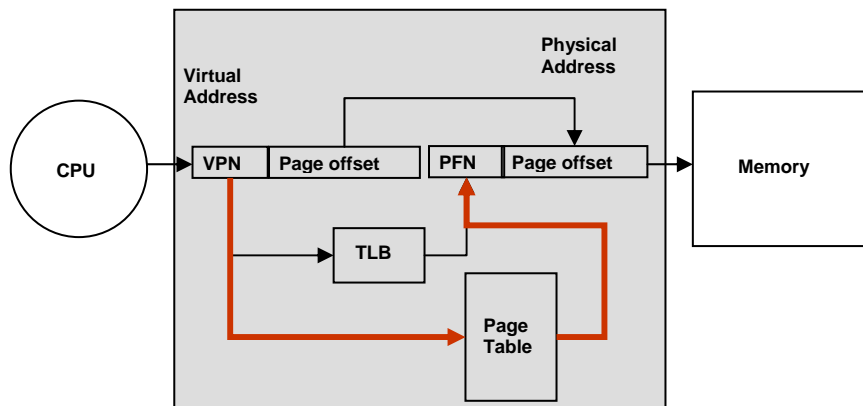 Physical
Address
Virtual
Address
CPU
VPN
Page offset
PFN
Page offset
Memory
TLB
Page
Table